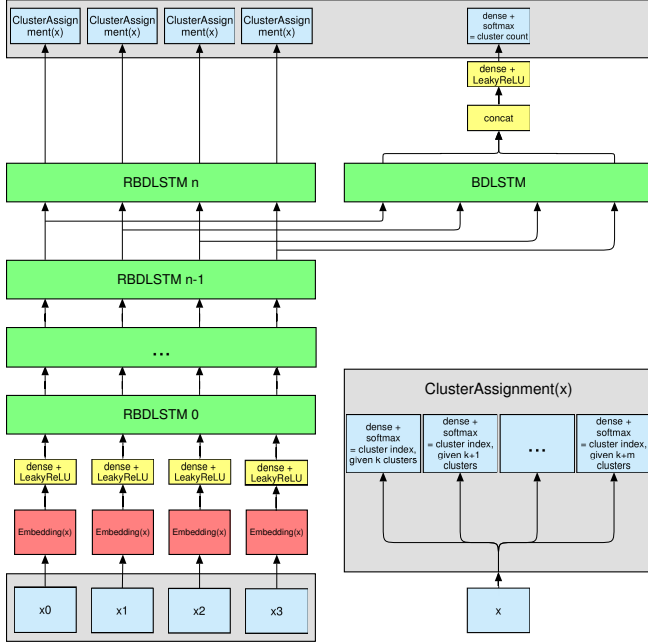 ClusterAssign
ment(x)
ClusterAssign
ment(x)
ClusterAssign
ment(x)
ClusterAssign
ment(x)
dense +
softmax
= cluster count
dense +
LeakyReLU
concat
RBDLSTM n
BDLSTM
RBDLSTM n-1
...
RBDLSTM 0
dense +
LeakyReLU
dense +
LeakyReLU
dense +
LeakyReLU
dense +
LeakyReLU
Embedding(x)
Embedding(x)
Embedding(x)
Embedding(x)
x0
x1
x2
x3
ClusterAssignment(x)
dense +
softmax
= cluster index,
given k clusters
dense +
softmax
= cluster index,
given k+1
clusters
...
dense +
softmax
= cluster index,
given k+m
clusters
x